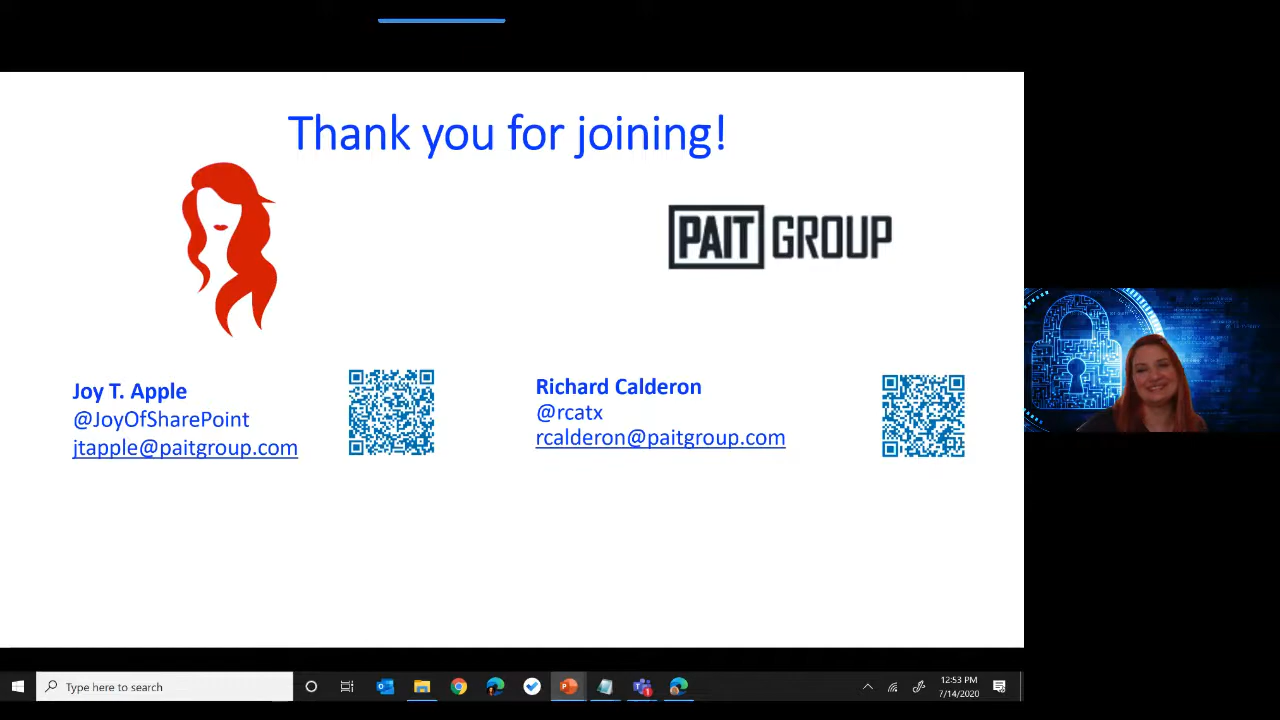 Thank you for joining!
PAIT GROUP
Joy T. Apple
@JoyOfSharePoint
jtapple@paitgroup.com
Richard Calderon
@rcatx
rcalderon@paitgroup.com
Type here to search
12:53 PM
7/14/2020